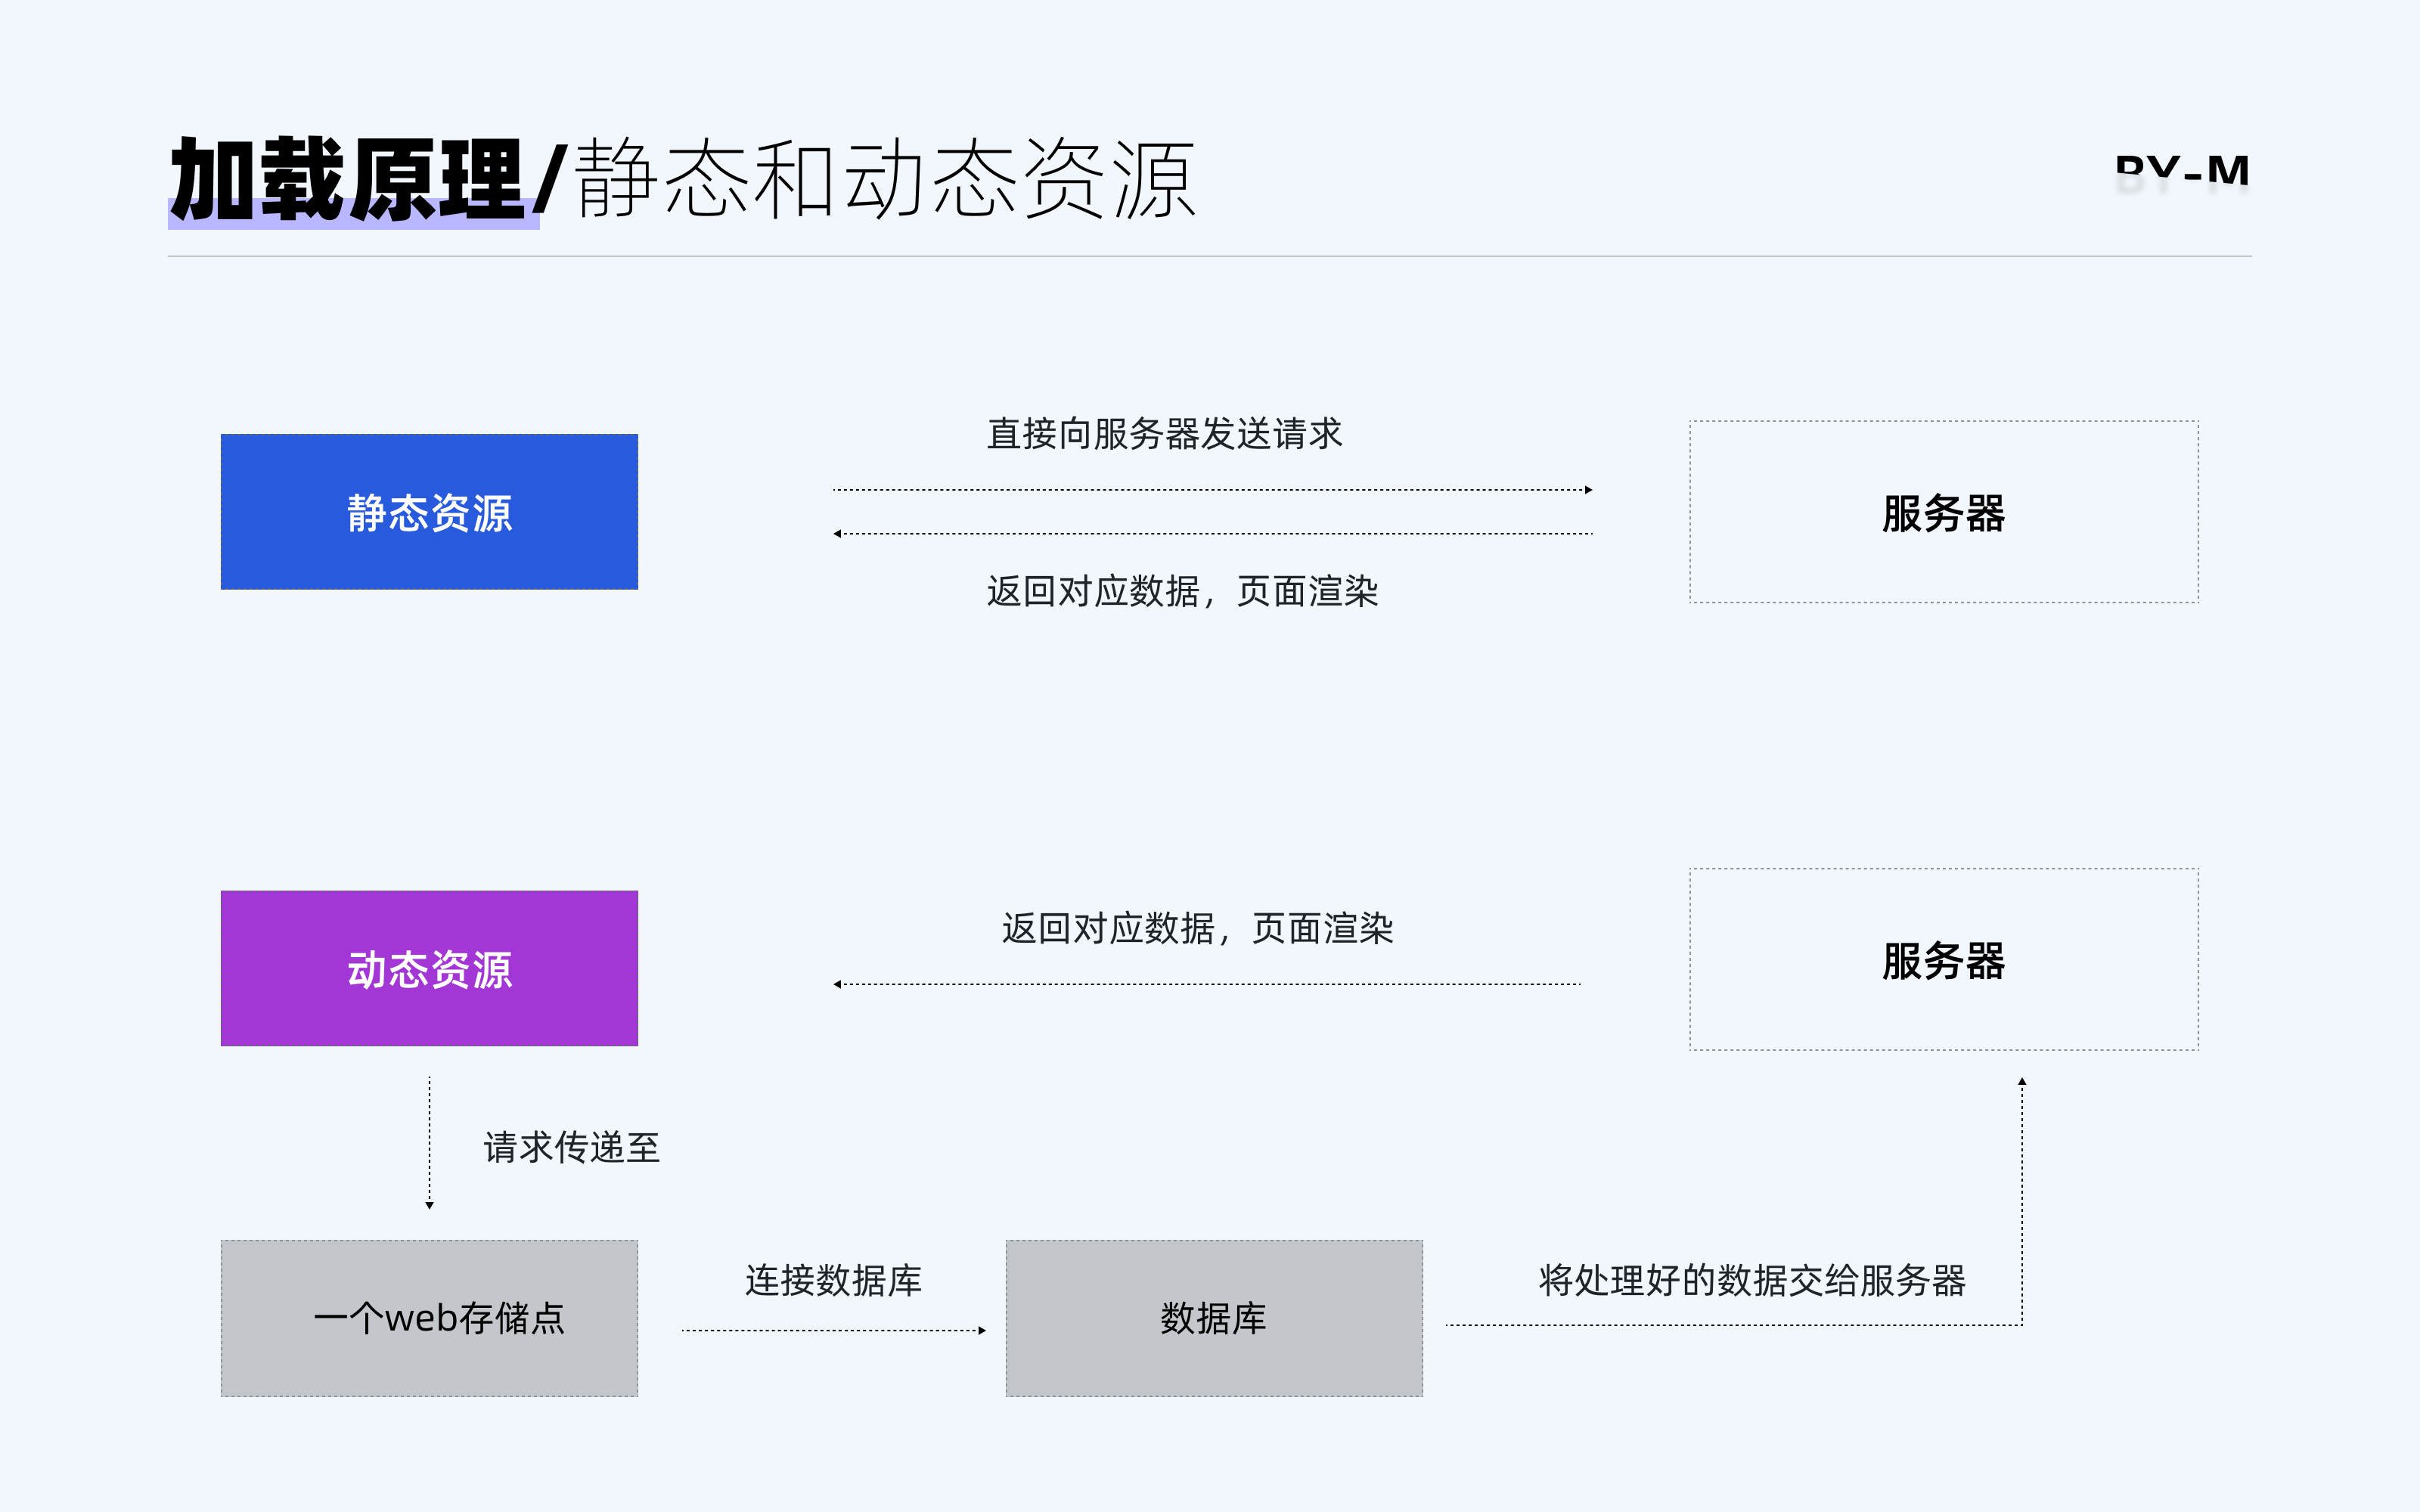 加载原理/静态和动态资源
BY-M
直接向服务器发送请求
静态资源
服务器
返回对应数据，页面渲染
返回对应数据，页面渲染
动态资源
服务器
请求传递至
连接数据库
将处理好的数据交给服务器
一个web存储点
数据库